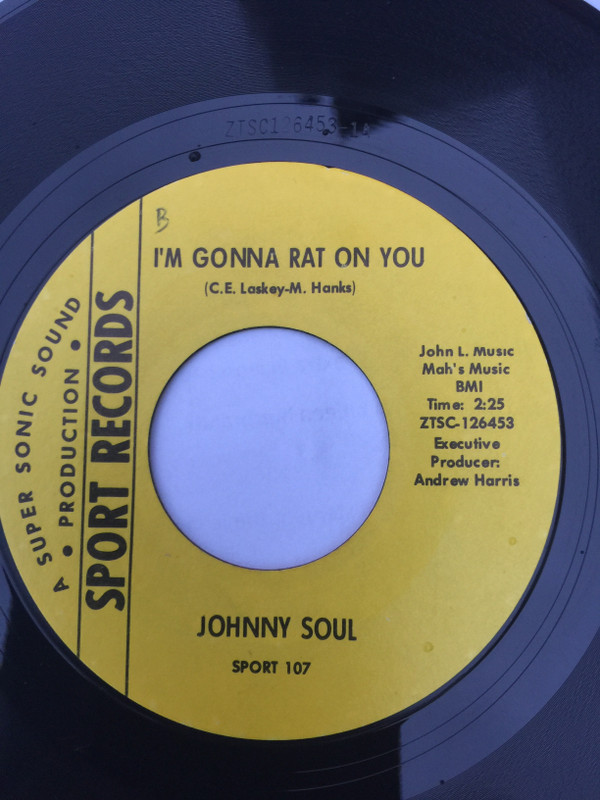 ZTSC126453-1A
B
I'M GONNA RAT ON YOU
(C.E. Laskey-M. Hanks)
John L. Music
Mah's Music
BMI
Time: 2:25
ZTSC-126453
Executive
Producer:
Andrew Harris
A SUPER SONIC SOUND
• PRODUCTION •
SPORT RECORDS
JOHNNY SOUL
SPORT 107